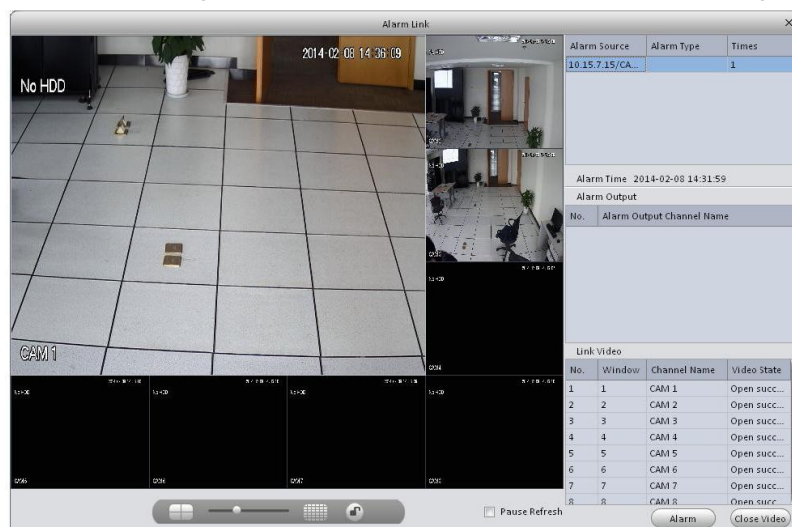 Alarm Link
2014-02-08 14:36:09
No HDD
CAM 1
Alarm Source Alarm Type Times
10.15.7.15/CA... 1
Alarm Time 2014-02-08 14:31:59
Alarm Output
No. Alarm Output Channel Name
Link Video
No. Window Channel Name Video State
1 1 CAM 1 Open succ...
2 2 CAM 2 Open succ...
3 3 CAM 3 Open succ...
4 4 CAM 4 Open succ...
5 5 CAM 5 Open succ...
6 6 CAM 6 Open succ...
7 7 CAM 7 Open succ...
8 8 CAM 8 Open succ...
Pause Refresh
Alarm
Close Video